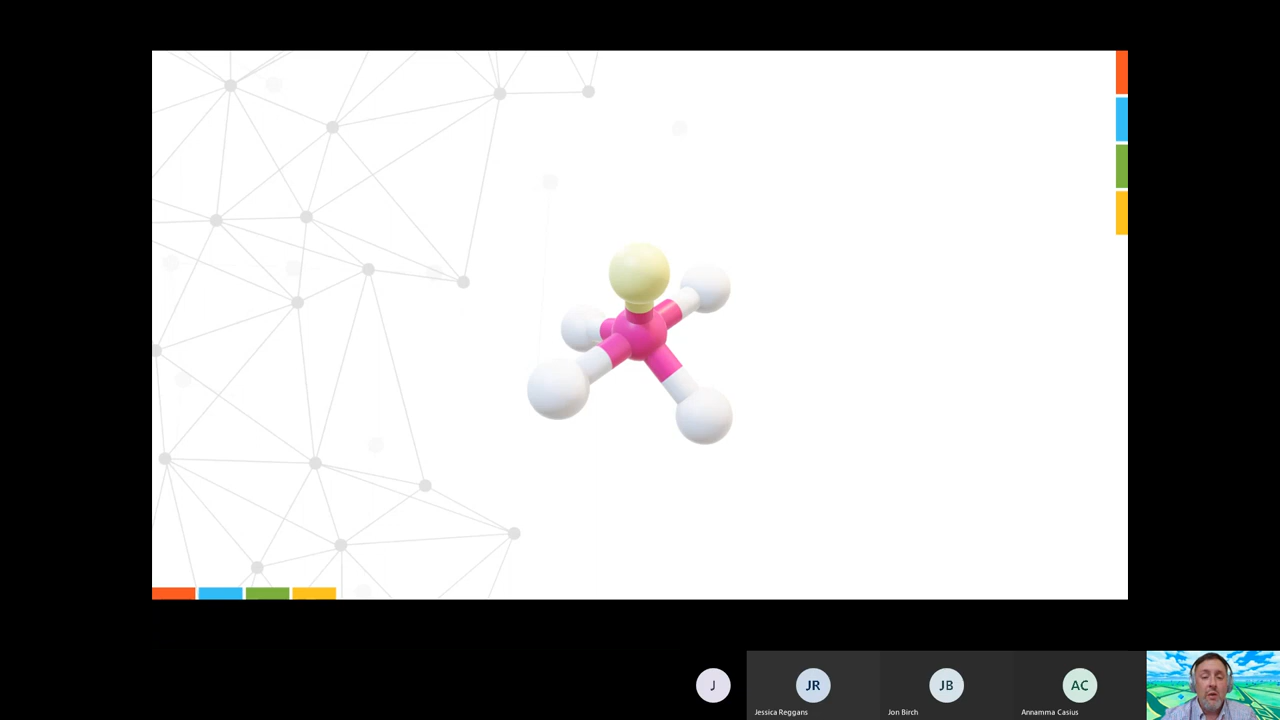 J
JR
Jessica Reggans
JB
Jon Birch
AC
Annamma Casius